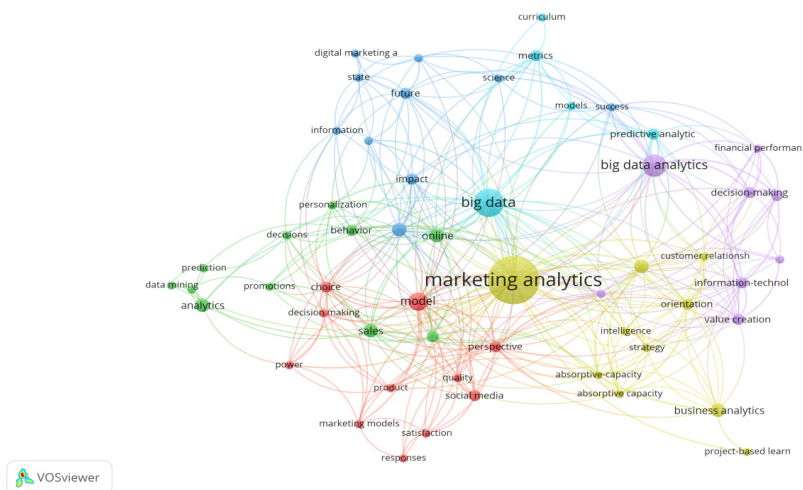 curriculum
digital marketing a
metrics
state
science
future
models
success
information
predictive analytic
financial performan
big data analytics
impact
decision-making
personalization
big data
behavior
online
decisions
customer relationsh
prediction
marketing analytics
information-technol
data mining
promotions
choice
analytics
model
orientation
decision making
value creation
sales
intelligence
perspective
strategy
power
absorptive-capacity
quality
product
social media
absorptive capacity
business analytics
marketing models
satisfaction
project-based learn
responses
VOSviewer